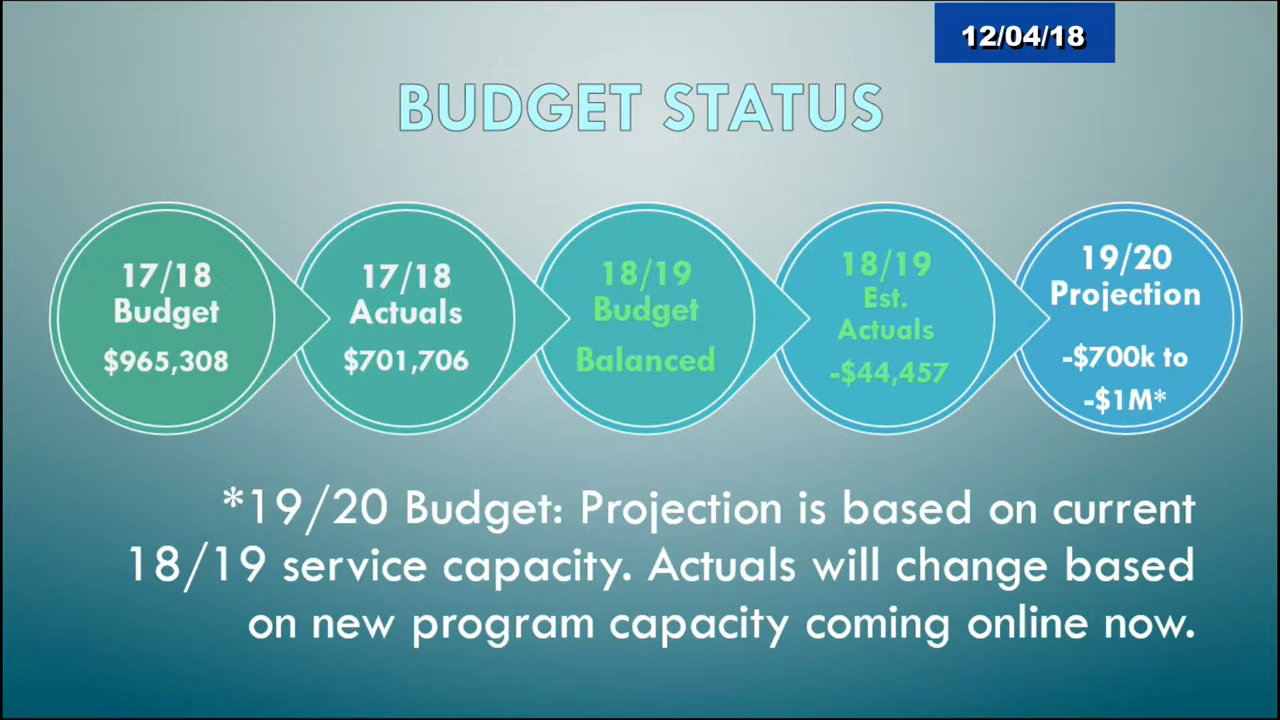 12/04/18
BUDGET STATUS
17/18
Budget
$965,308
17/18
Actuals
$701,706
18/19
Budget
Balanced
18/19
Est.
Actuals
-$44,457
19/20
Projection
-$700k to
-$1M*
*19/20 Budget: Projection is based on current
18/19 service capacity. Actuals will change based
on new program capacity coming online now.